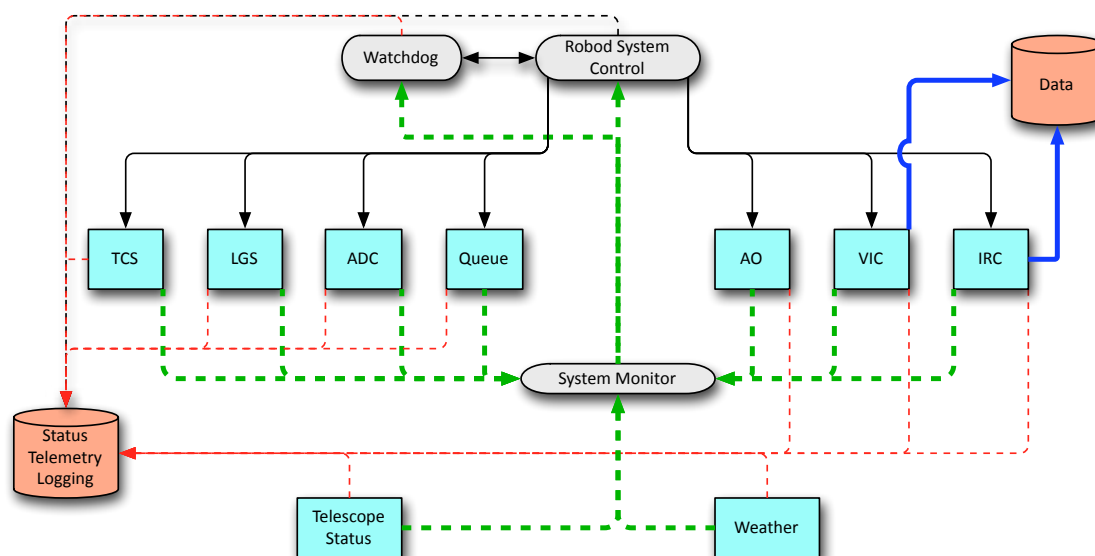 Watchdog
Robod System
Control
Data
TCS
LGS
ADC
Queue
AO
VIC
IRC
System Monitor
Status
Telemetry
Logging
Telescope
Status
Weather